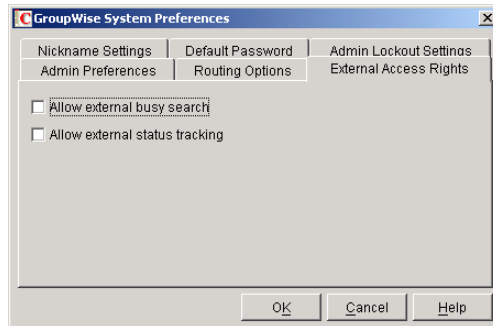 GroupWise System Preferences
Nickname Settings Default Password Admin Lockout Settings
Admin Preferences Routing Options External Access Rights
Allow external busy search
Allow external status tracking
OK Cancel Help